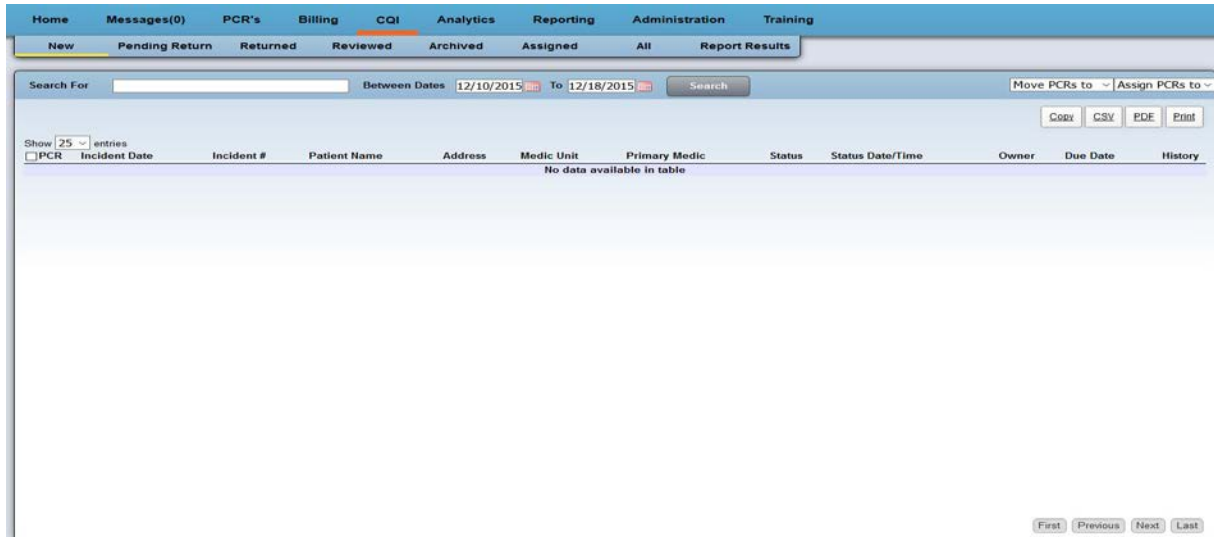 Home Messages(0) PCR's Billing CQI Analytics Reporting Administration Training
New Pending Return Returned Reviewed Archived Assigned All Report Results
Search For Between Dates 12/10/2015 To 12/18/2015 Search Move PCRs to Assign PCRs to
Copy CSV PDF Print
Show 25 entries
PCR Incident Date Incident # Patient Name Address Medic Unit Primary Medic Status Status Date/Time Owner Due Date History
No data available in table
First Previous Next Last